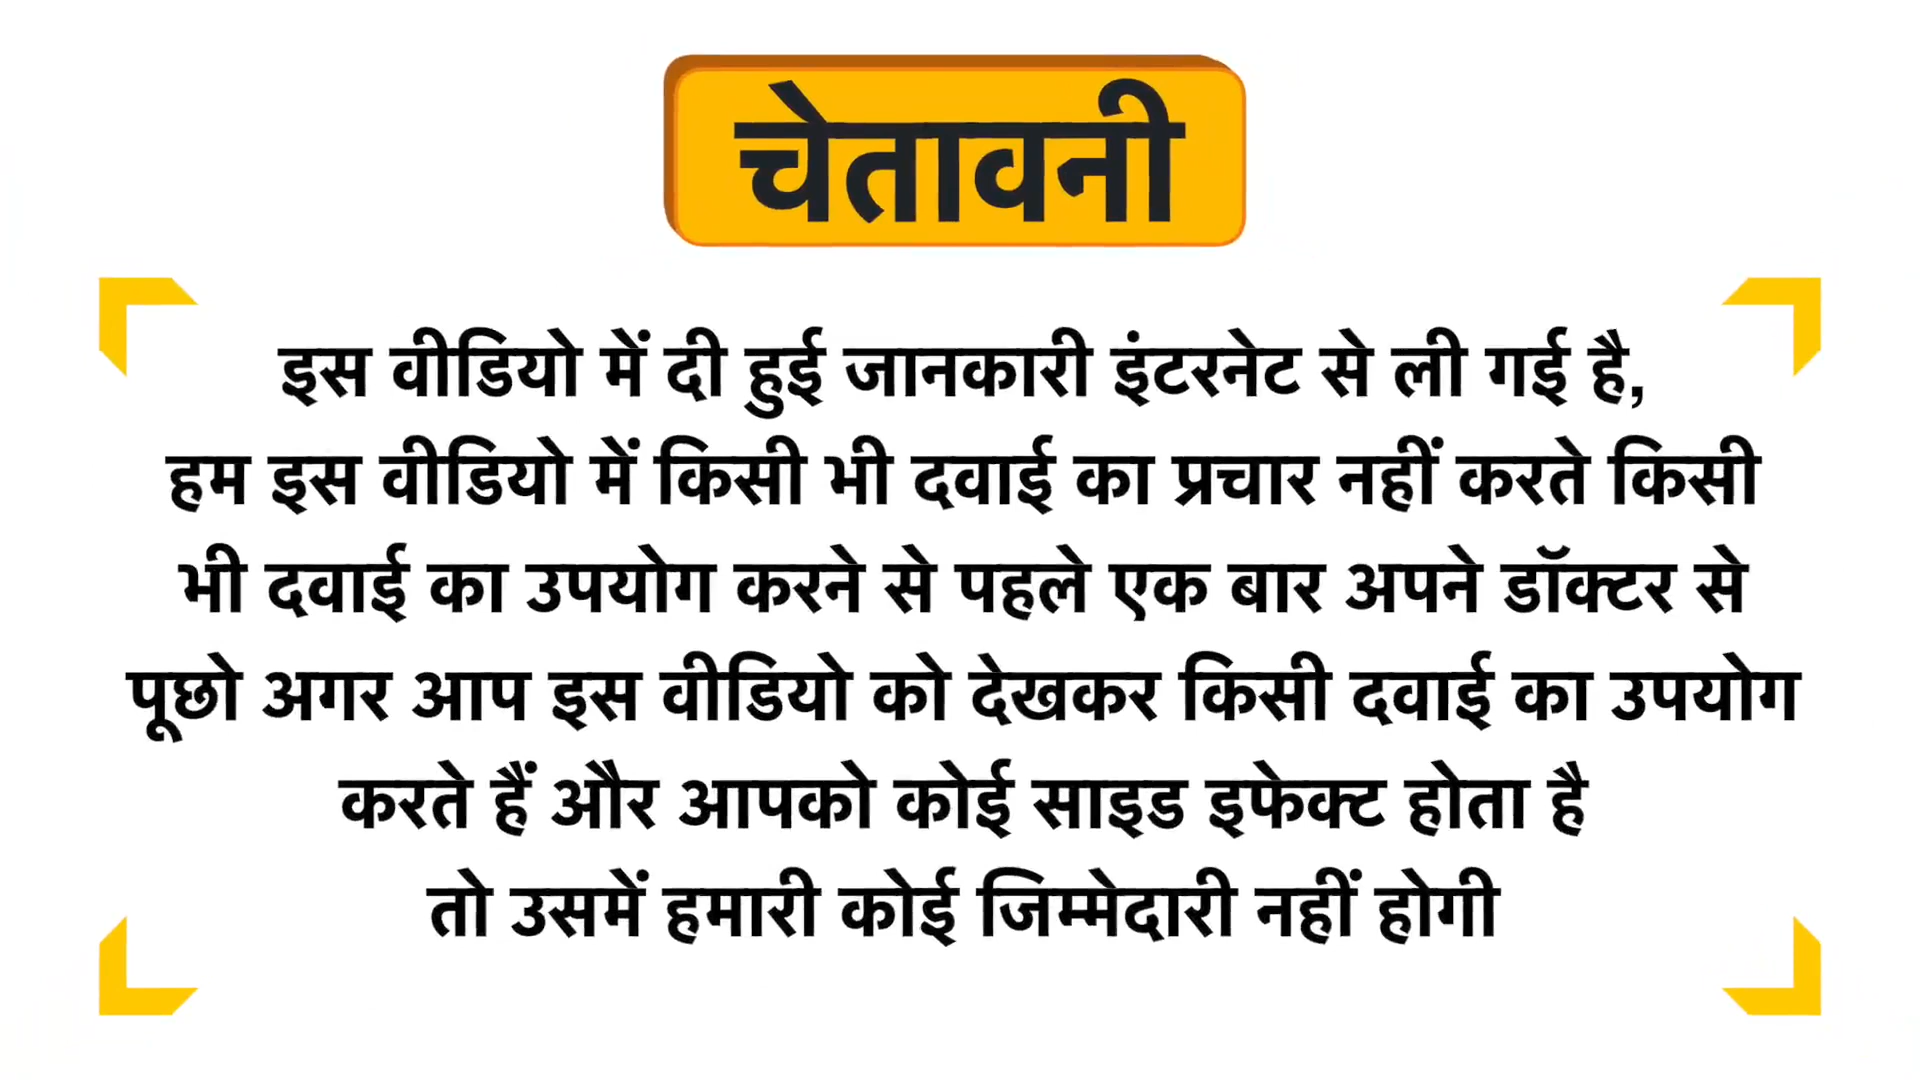 चेतावनी
इस वीडियो में दी हुई जानकारी इंटरनेट से ली गई है,
हम इस वीडियो में किसी भी दवाई का प्रचार नहीं करते किसी
भी दवाई का उपयोग करने से पहले एक बार अपने डॉक्टर से
पूछो अगर आप इस वीडियो को देखकर किसी दवाई का उपयोग
करते हैं और आपको कोई साइड इफेक्ट होता है
तो उसमें हमारी कोई जिम्मेदारी नहीं होगी